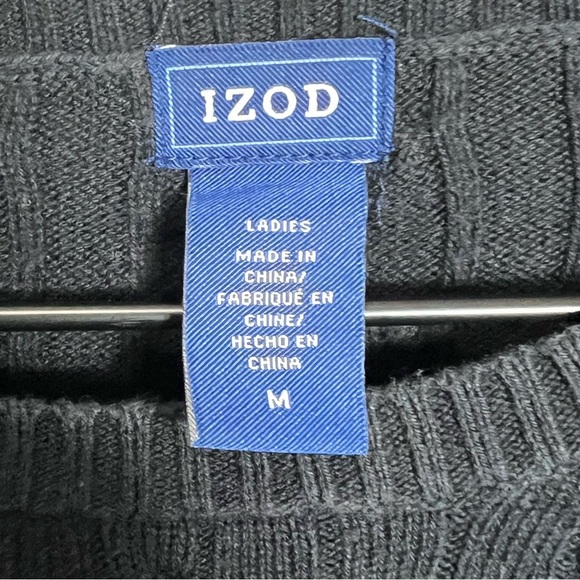 IZOD
LADIES
MADE IN
CHINA/
FABRIQUÉ EN
CHINE/
HECHO EN
CHINA
M